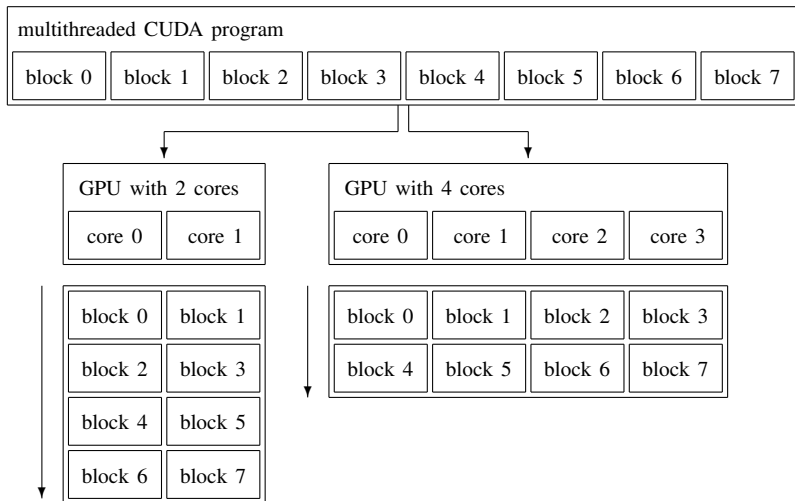 multithreaded CUDA program
block 0 block 1 block 2 block 3 block 4 block 5 block 6 block 7
GPU with 2 cores
core 0 core 1
block 0 block 1
block 2 block 3
block 4 block 5
block 6 block 7
GPU with 4 cores
core 0 core 1 core 2 core 3
block 0 block 1 block 2 block 3
block 4 block 5 block 6 block 7